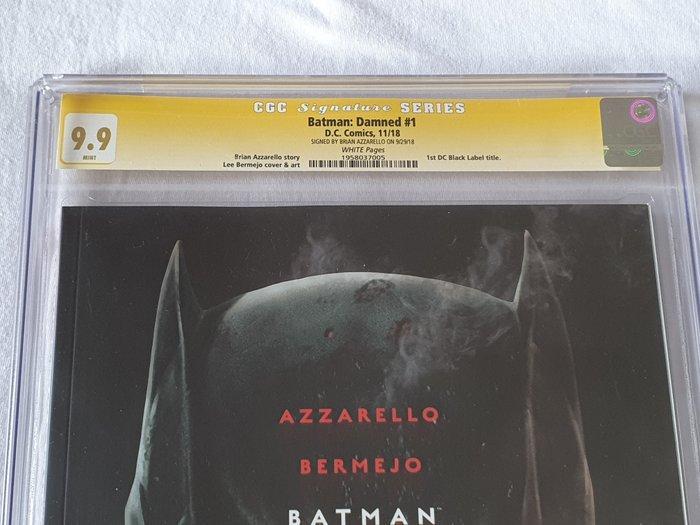 CGC Signature SERIES
Batman: Damned #1
D.C. Comics, 11/18
SIGNED BY BRIAN AZZARELLO ON 9/29/18
WHITE Pages
9.9
MINT
Brian Azzarello story
Lee Bermejo cover & art
1958037005
1st DC Black Label title.
CGC
AZZARELLO
BERMEJO
BATMAN